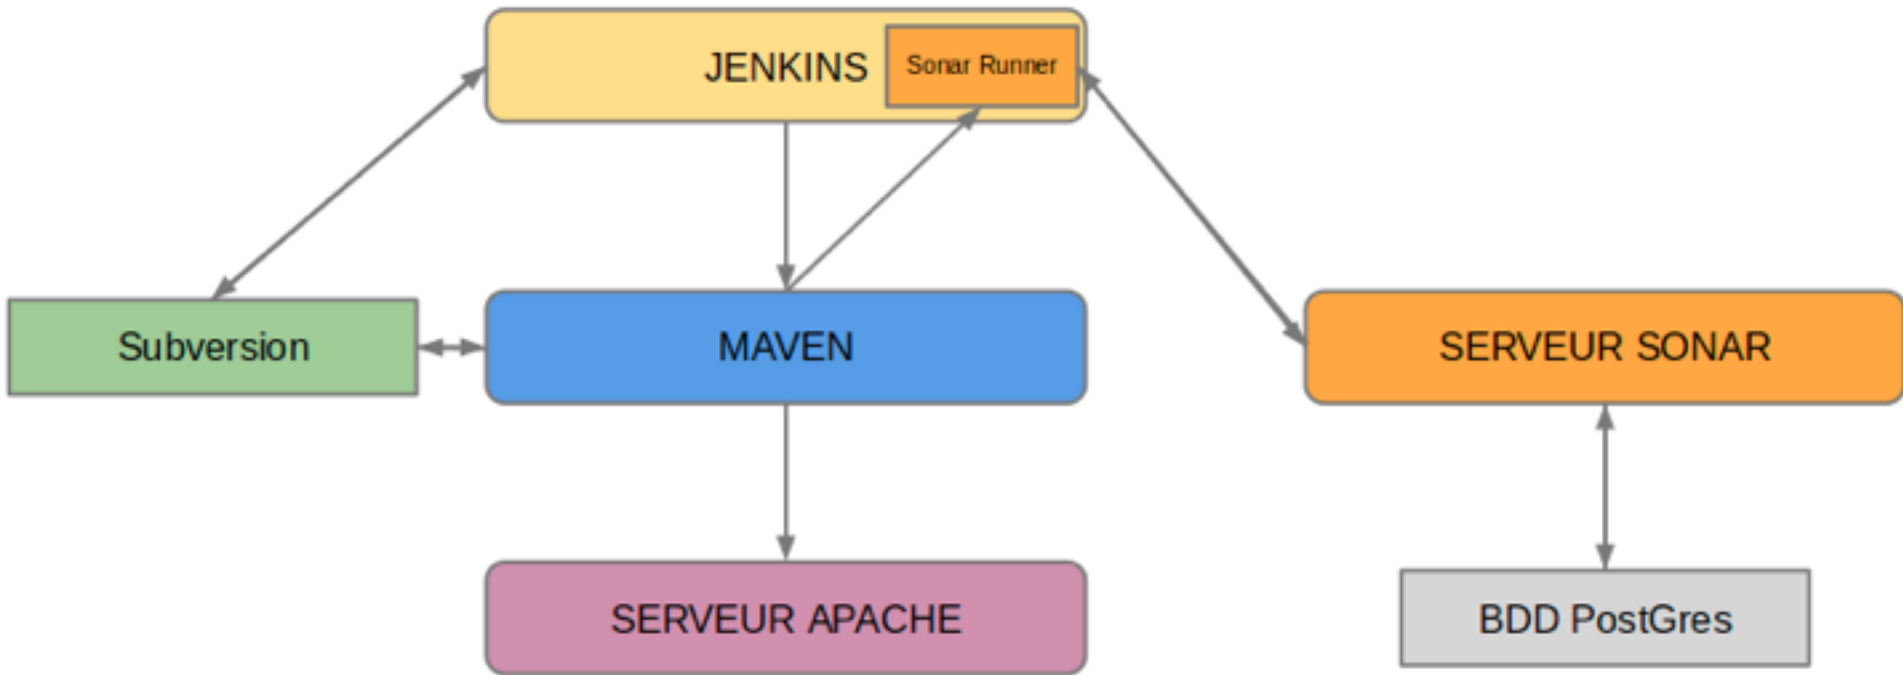 JENKINS
Sonar Runner
Subversion
MAVEN
SERVEUR SONAR
SERVEUR APACHE
BDD PostGres